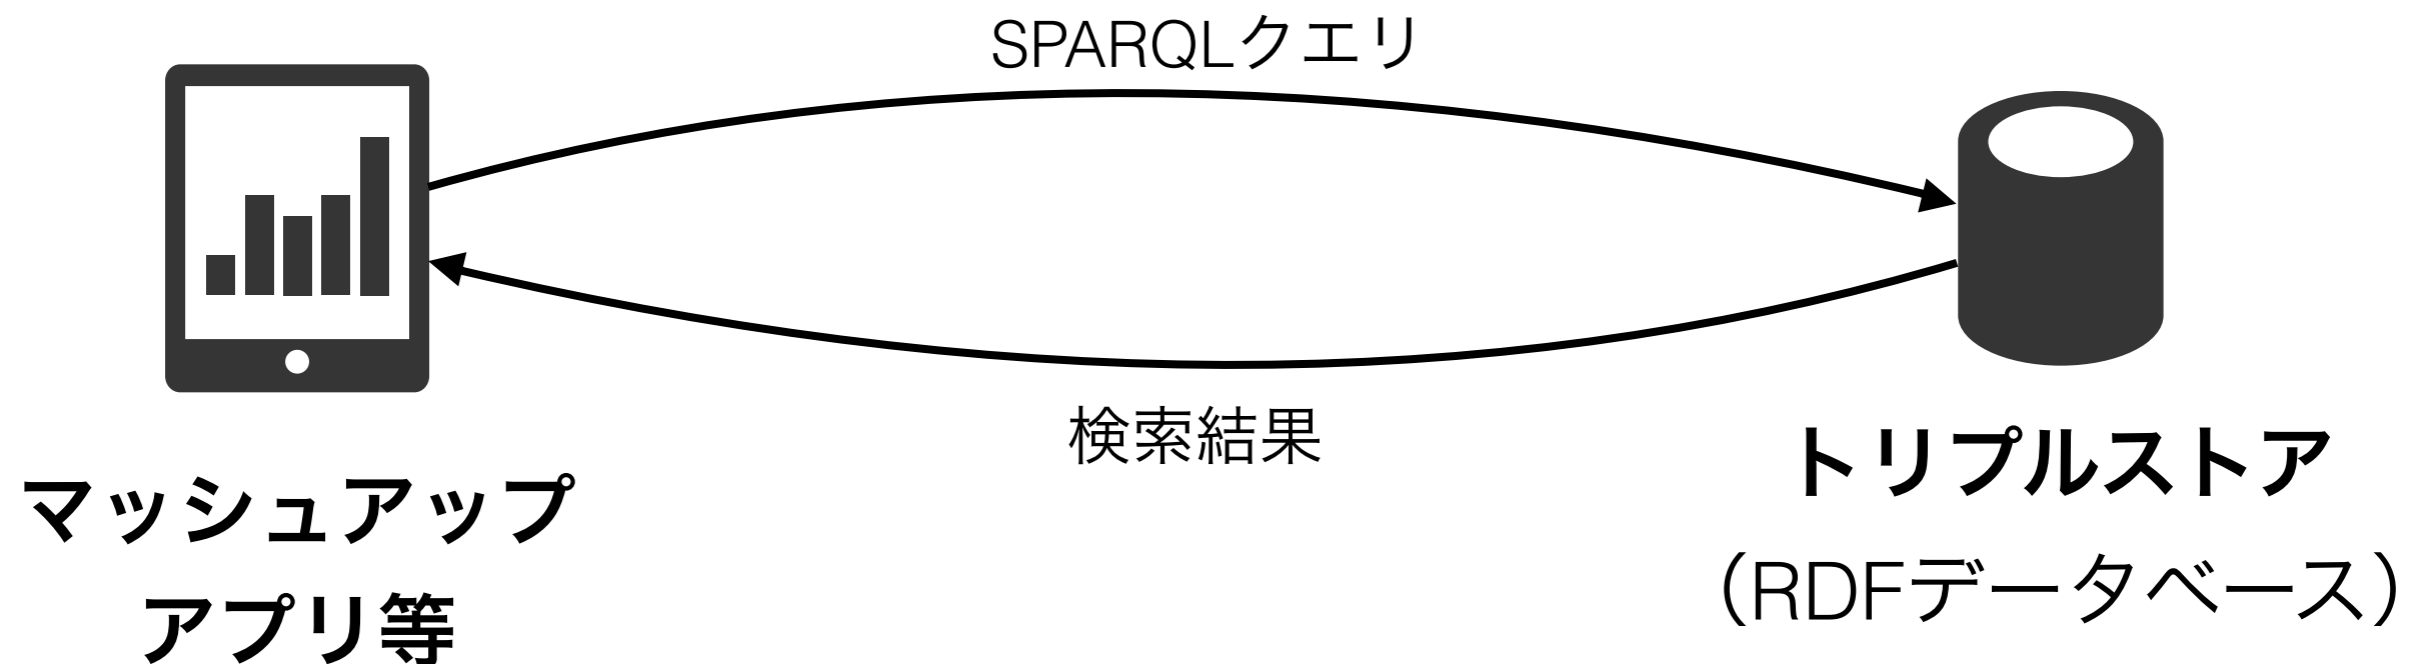 SPARQLクエリ
検索結果
マッシュアップ
アプリ等
トリプルストア
（RDFデータベース）